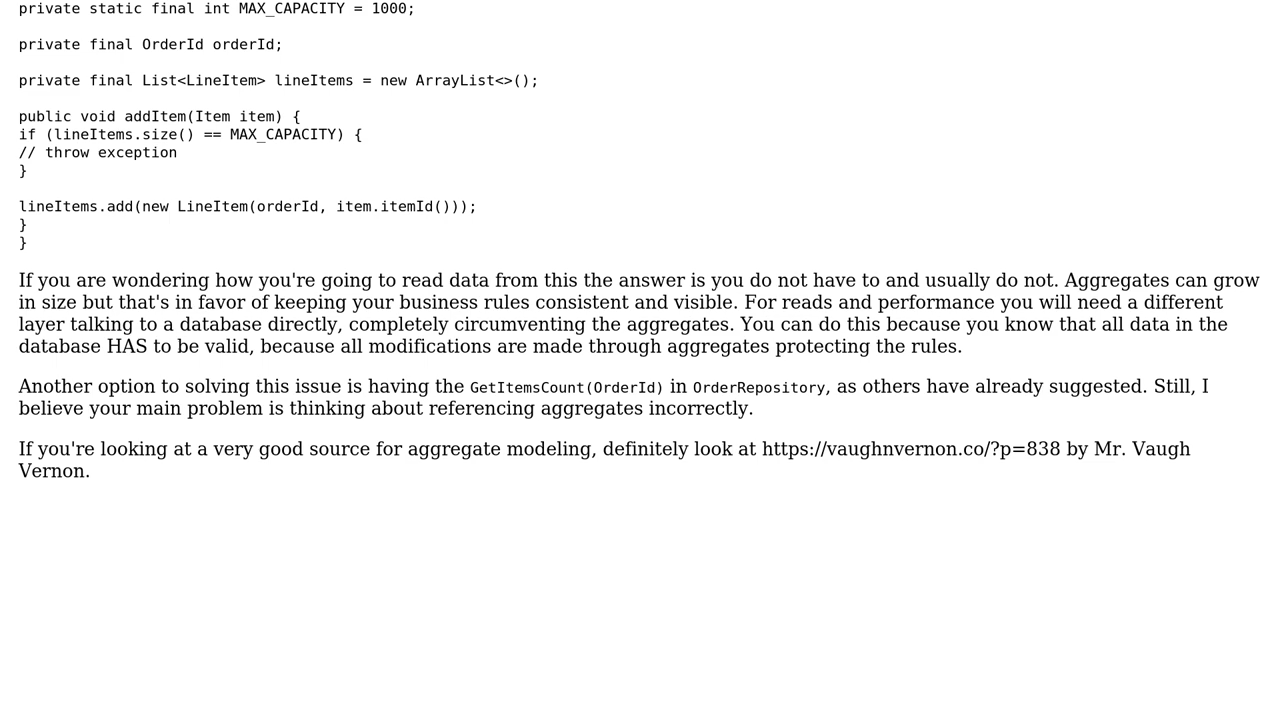 private static final int MAX_CAPACITY = 1000;
private final OrderId orderId;
private final List<LineItem> lineItems = new ArrayList<>();
public void addItem(Item item) {
if (lineItems.size() == MAX_CAPACITY) {
// throw exception
}
lineItems.add(new LineItem(orderId, item.itemId()));
}
}
If you are wondering how you're going to read data from this the answer is you do not have to and usually do not. Aggregates can grow
in size but that's in favor of keeping your business rules consistent and visible. For reads and performance you will need a different
layer talking to a database directly, completely circumventing the aggregates. You can do this because you know that all data in the
database HAS to be valid, because all modifications are made through aggregates protecting the rules.
Another option to solving this issue is having the GetItemsCount(OrderId) in OrderRepository, as others have already suggested. Still, I
believe your main problem is thinking about referencing aggregates incorrectly.
If you're looking at a very good source for aggregate modeling, definitely look at https://vaughnvernon.co/?p=838 by Mr. Vaugh
Vernon.